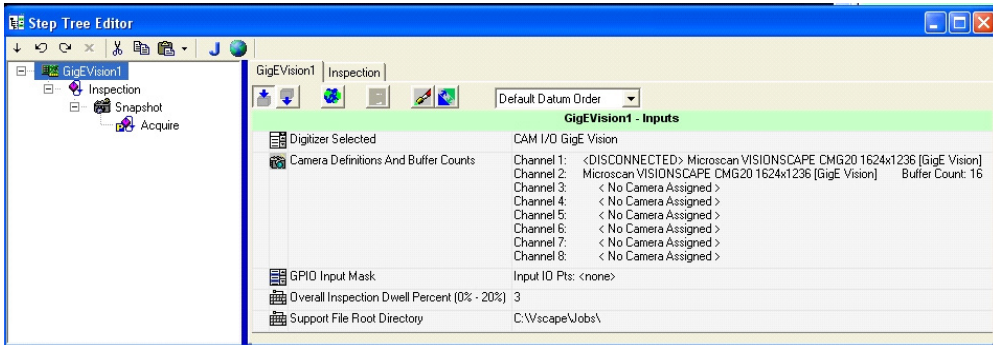 Step Tree Editor
J
GigEVision1
Inspection
Snapshot
Acquire
GigEVision1 Inspection
Default Datum Order
GigEVision1 - Inputs
Digitizer Selected CAM I/O GigE Vision
Camera Definitions And Buffer Counts Channel 1: <DISCONNECTED> Microscan VISIONSCAPE CMG20 1624x1236 [GigE Vision]
Channel 2: Microscan VISIONSCAPE CMG20 1624x1236 [GigE Vision] Buffer Count: 16
Channel 3: < No Camera Assigned >
Channel 4: < No Camera Assigned >
Channel 5: < No Camera Assigned >
Channel 6: < No Camera Assigned >
Channel 7: < No Camera Assigned >
Channel 8: < No Camera Assigned >
GPIO Input Mask Input IO Pts: <none>
Overall Inspection Dwell Percent (0% - 20%) 3
Support File Root Directory C:\Vscape\Jobs\